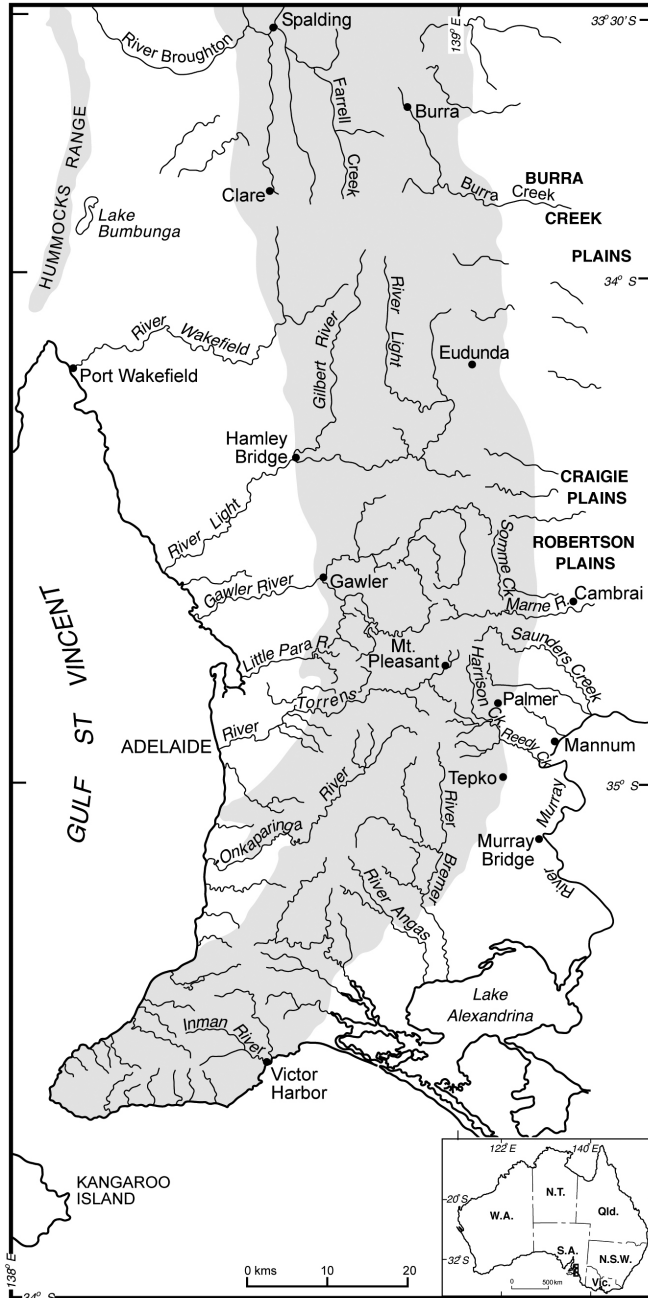 Spalding
139° E
33° 30' S
River Broughton
HUMMOCKS RANGE
Farrell
Creek
Burra
Clare
Burra Creek
BURRA
CREEK
PLAINS
Lake
Bumbunga
34° S
River Wakefield
Gilbert River
River Light
Eudunda
Port Wakefield
Hamley
Bridge
CRAIGIE
PLAINS
River Light
Somme Ck
ROBERTSON
PLAINS
Gawler River
Gawler
Marne R.
Cambrai
GULF ST VINCENT
Little Para R.
Mt.
Pleasant
Harrison Ck
Saunders Creek
River Torrens
Palmer
Reedy Ck
Mannum
ADELAIDE
Tepko
35° S
Onkaparinga River
River Bremer
Murray
Bridge
Murray River
River Angas
Lake
Alexandrina
Inman River
Victor
Harbor
KANGAROO
ISLAND
138° E
34° S
0 kms 10 20
122° E
140° E
20° S
32° S
W.A.
N.T.
Qld.
S.A.
N.S.W.
Vic.
0 500km